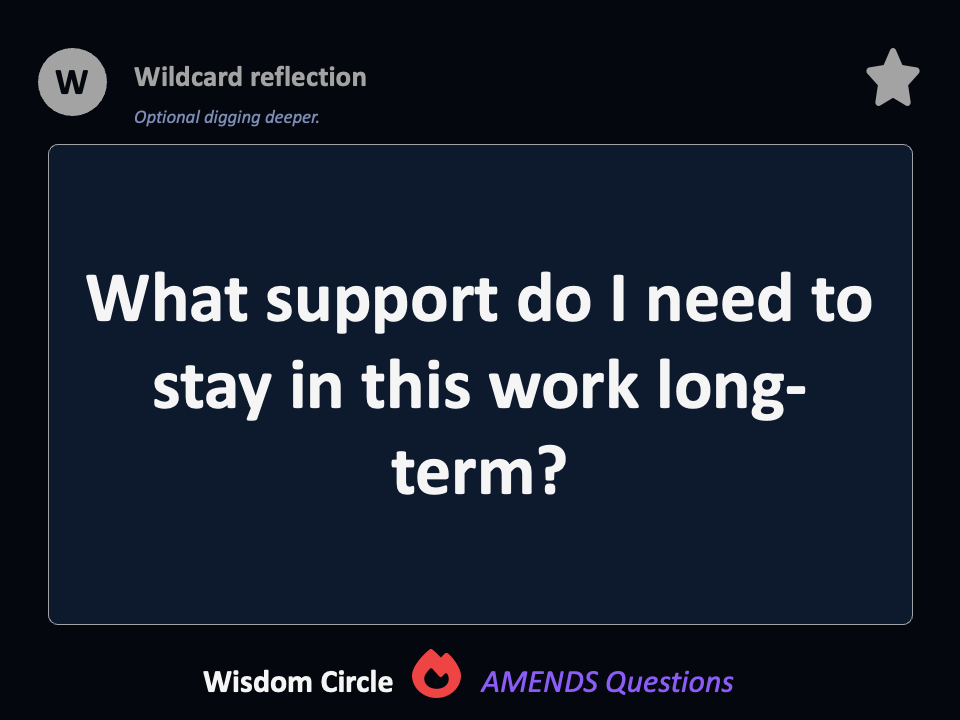 W
Wildcard reflection
Optional digging deeper.
What support do I need to
stay in this work long-
term?
Wisdom Circle AMENDS Questions